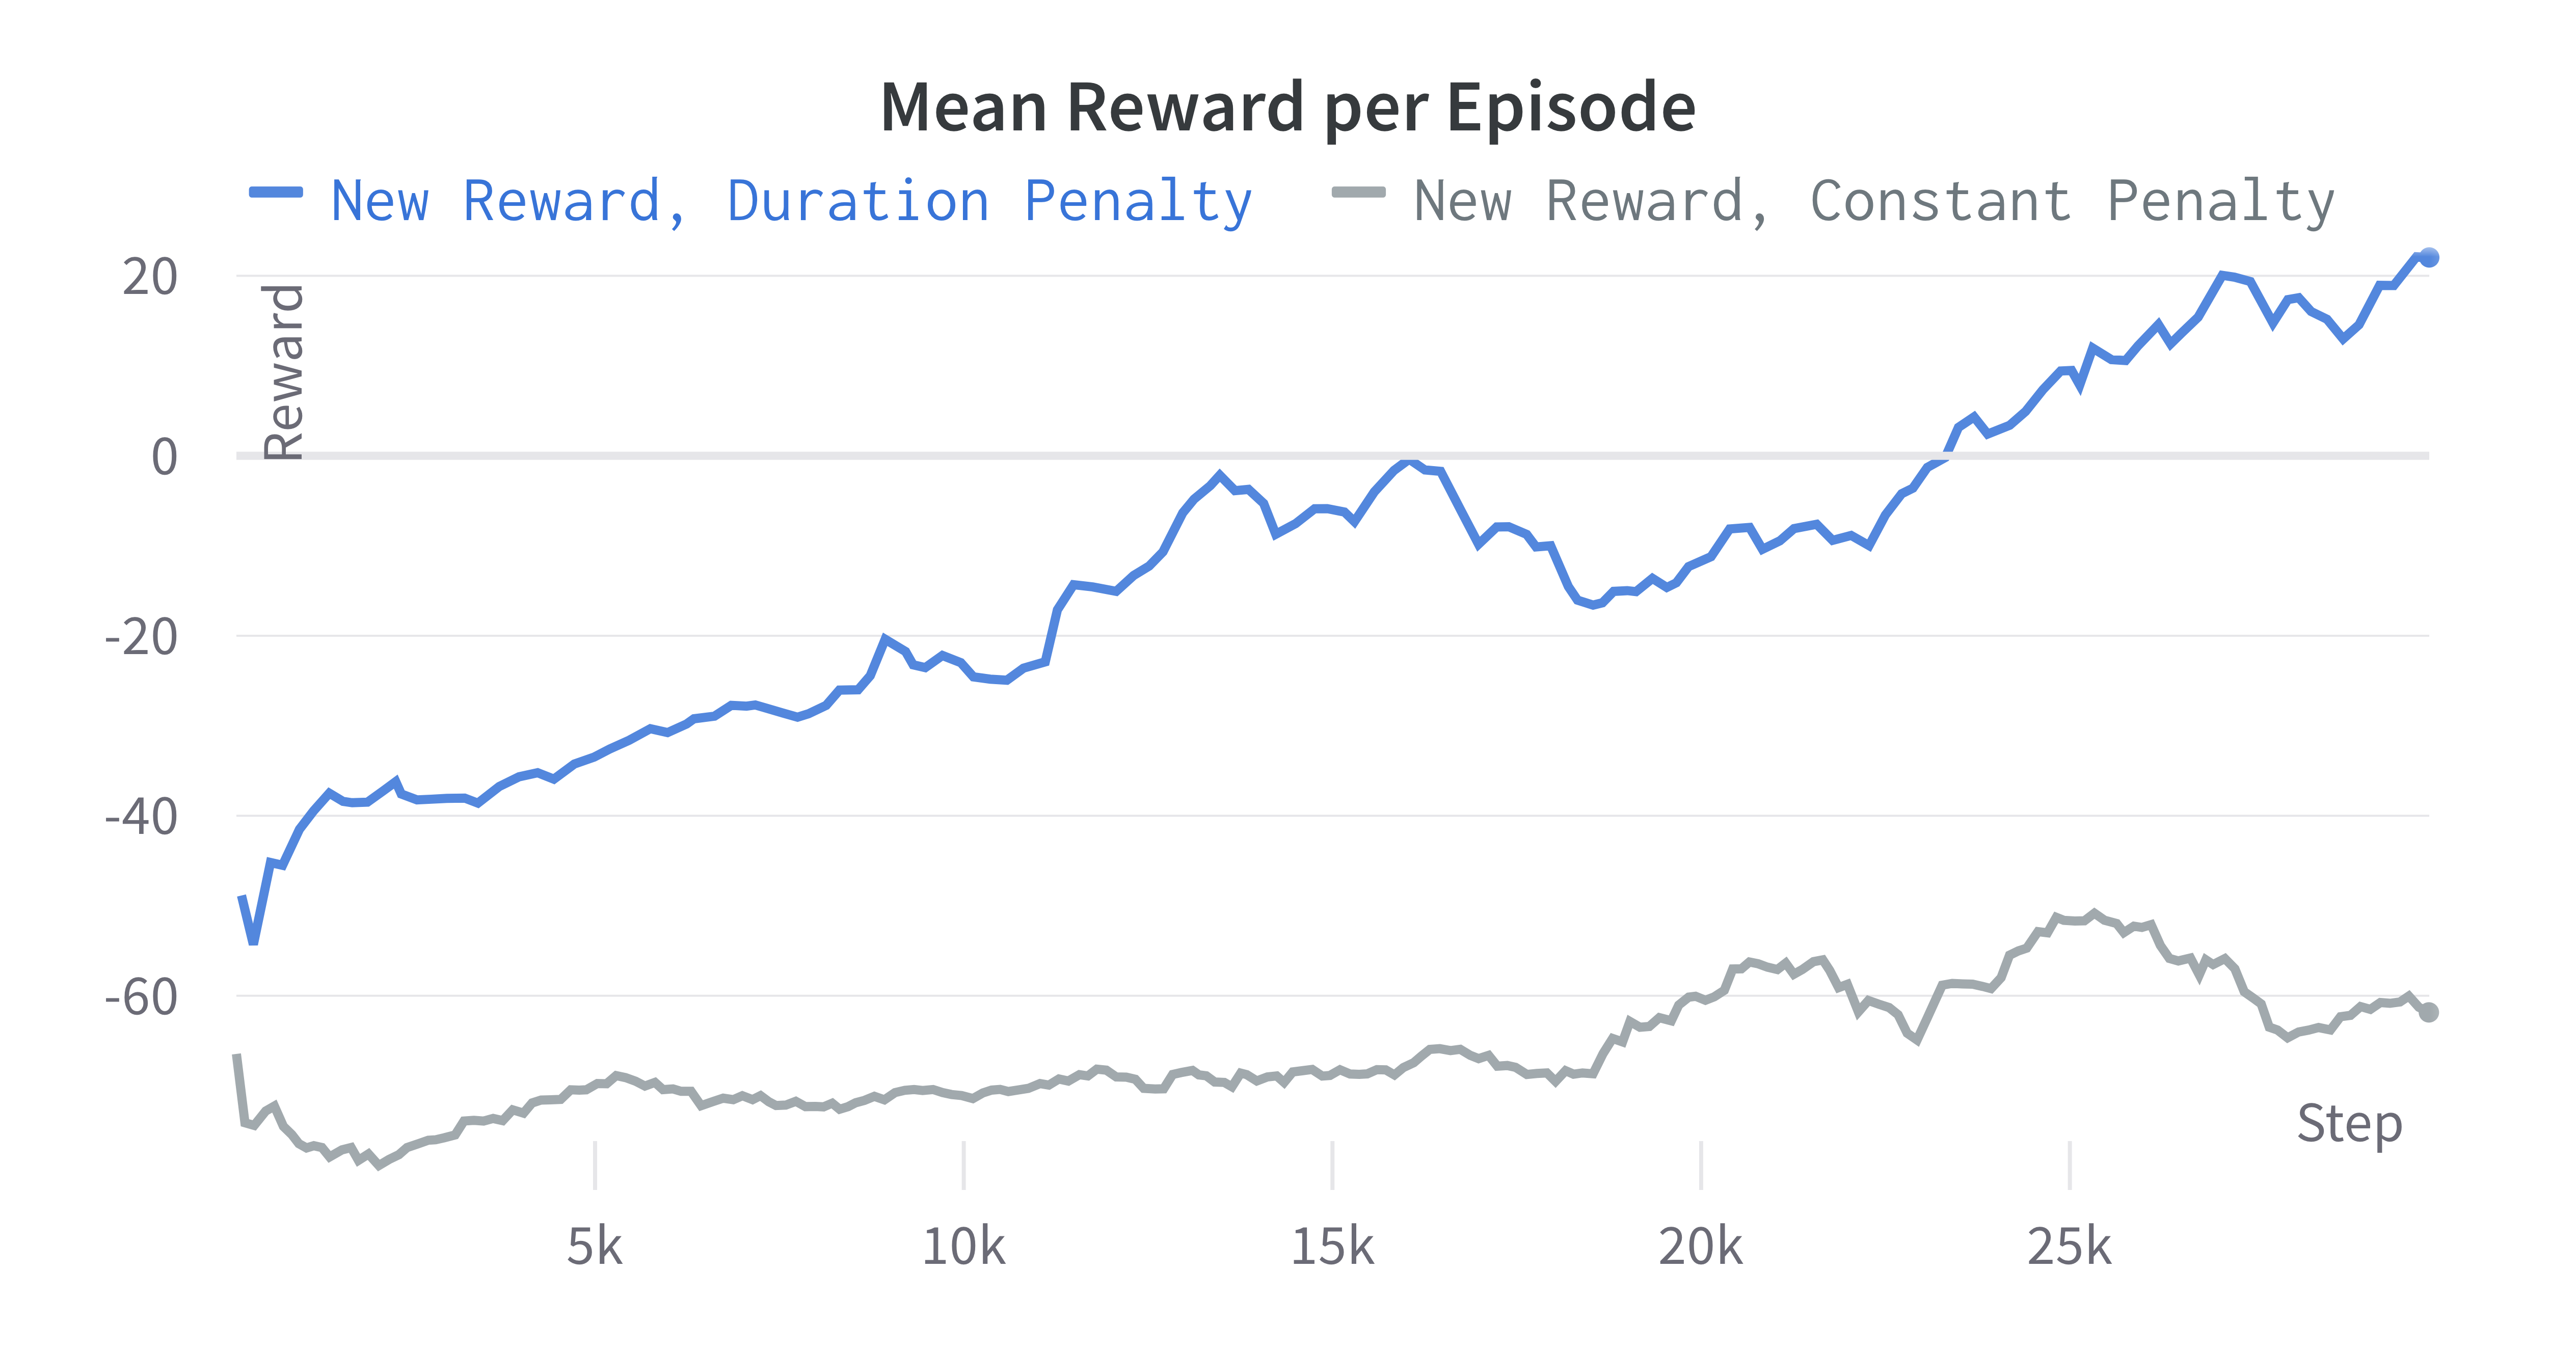 Mean Reward per Episode
New Reward, Duration Penalty New Reward, Constant Penalty
20
Reward
0
-20
-40
-60
Step
5k 10k 15k 20k 25k